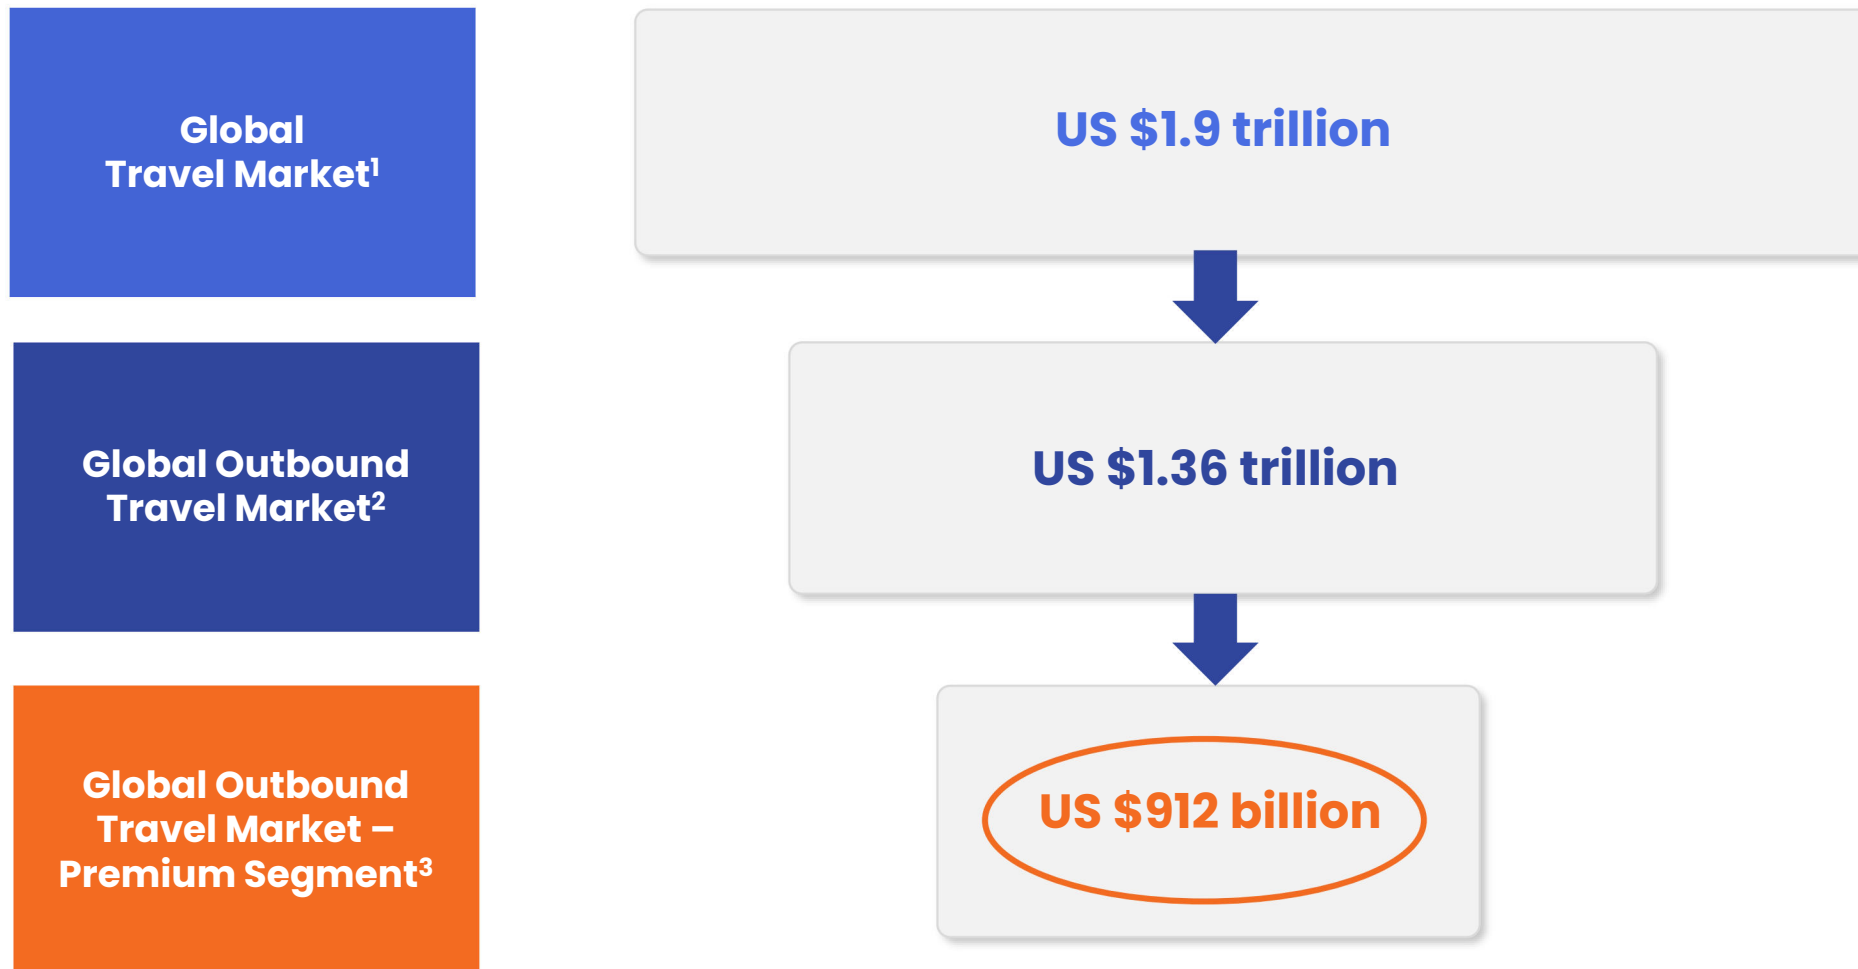 Global
Travel Market¹
US $1.9 trillion
Global Outbound
Travel Market²
US $1.36 trillion
Global Outbound
Travel Market –
Premium Segment³
US $912 billion